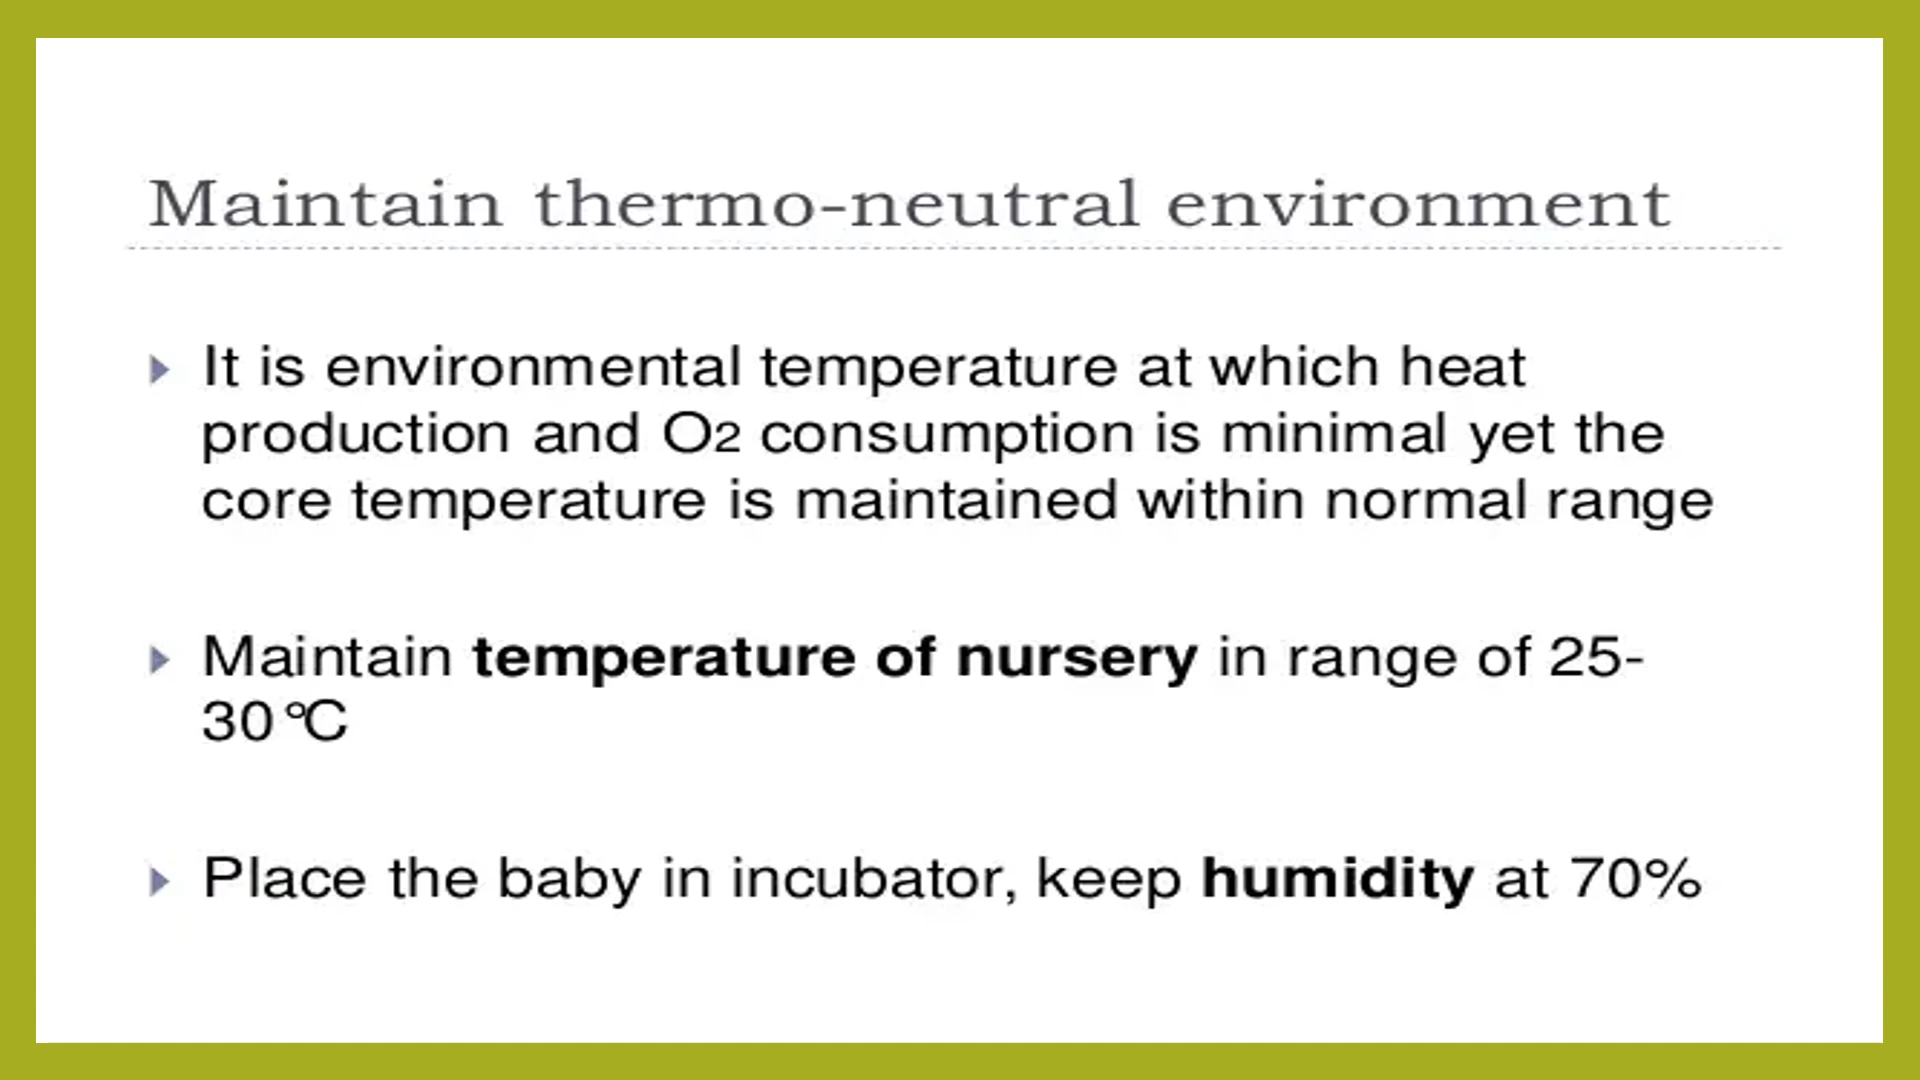 Maintain thermo-neutral environment
It is environmental temperature at which heat
production and O2 consumption is minimal yet the
core temperature is maintained within normal range
Maintain temperature of nursery in range of 25-
30°C
Place the baby in incubator, keep humidity at 70%